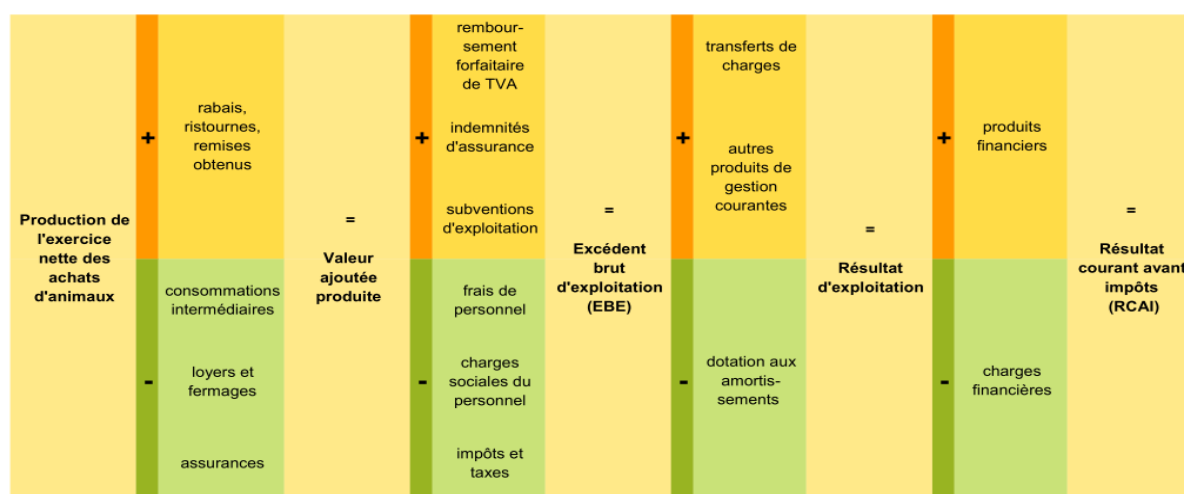 Production de
l'exercice
nette des
achats
d'animaux
+
rabais,
ristournes,
remises
obtenus
-
consommations
intermédiaires
loyers et
fermages
assurances
=
Valeur
ajoutée
produite
+
rembour-
sement
forfaitaire
de TVA
indemnités
d'assurance
subventions
d'exploitation
-
frais de
personnel
charges
sociales du
personnel
impôts et
taxes
=
Excédent
brut
d'exploitation
(EBE)
+
transferts de
charges
autres
produits de
gestion
courantes
-
dotation aux
amortis-
sements
=
Résultat
d'exploitation
+
produits
financiers
-
charges
financières
=
Résultat
courant avant
impôts
(RCAI)